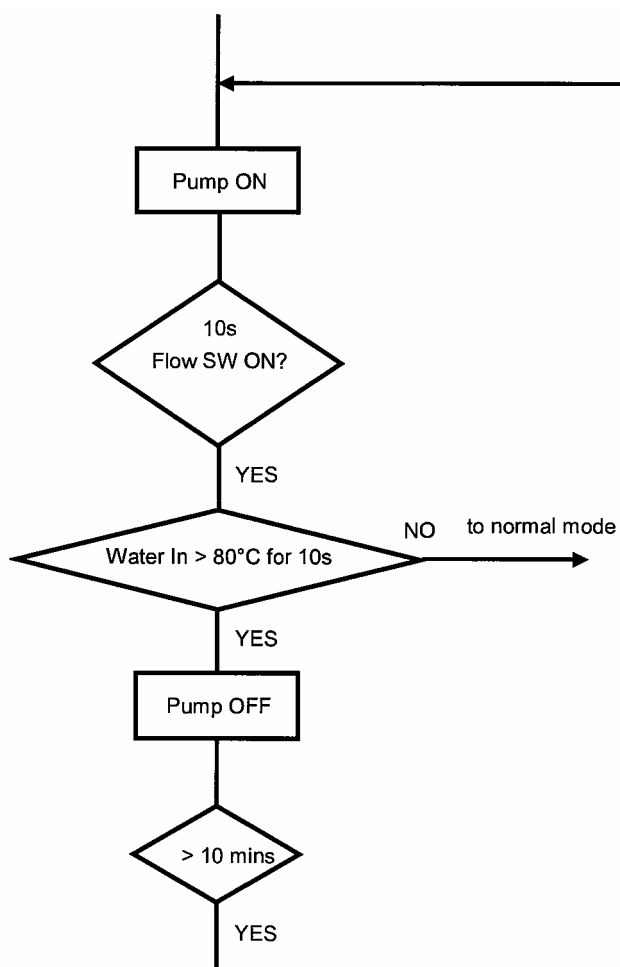 Pump ON
10s
Flow SW ON?
YES
Water In > 80°C for 10s
NO
to normal mode
YES
Pump OFF
> 10 mins
YES